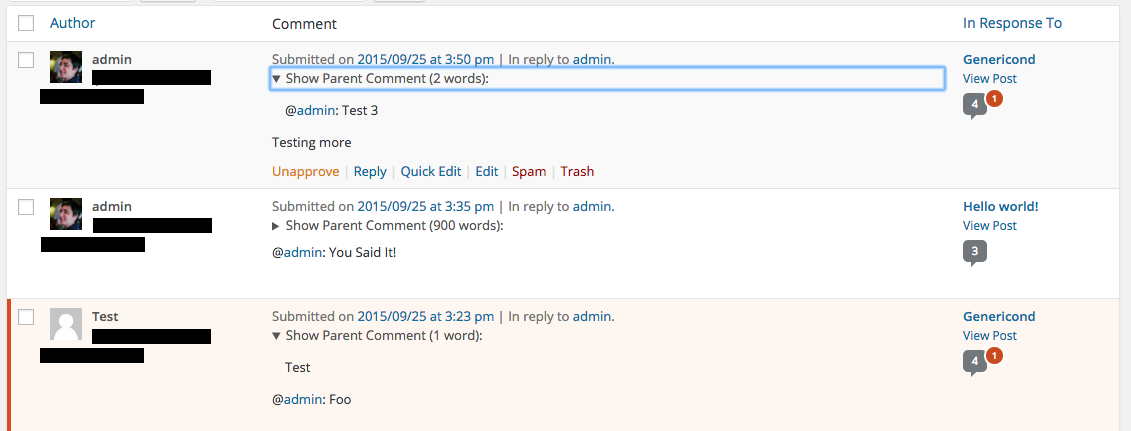 Author Comment In Response To
admin Submitted on 2015/09/25 at 3:50 pm | In reply to admin. Genericond
▼ Show Parent Comment (2 words): View Post
4 1
@admin: Test 3
Testing more
Unapprove | Reply | Quick Edit | Edit | Spam | Trash
admin Submitted on 2015/09/25 at 3:35 pm | In reply to admin. Hello world!
▶ Show Parent Comment (900 words): View Post
@admin: You Said It! 3
Test Submitted on 2015/09/25 at 3:23 pm | In reply to admin. Genericond
▼ Show Parent Comment (1 word): View Post
4 1
Test
@admin: Foo